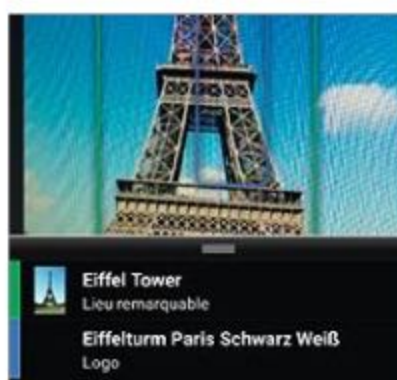 Eiffel Tower
Lieu remarquable
Eiffelturm Paris Schwarz Weiß
Logo